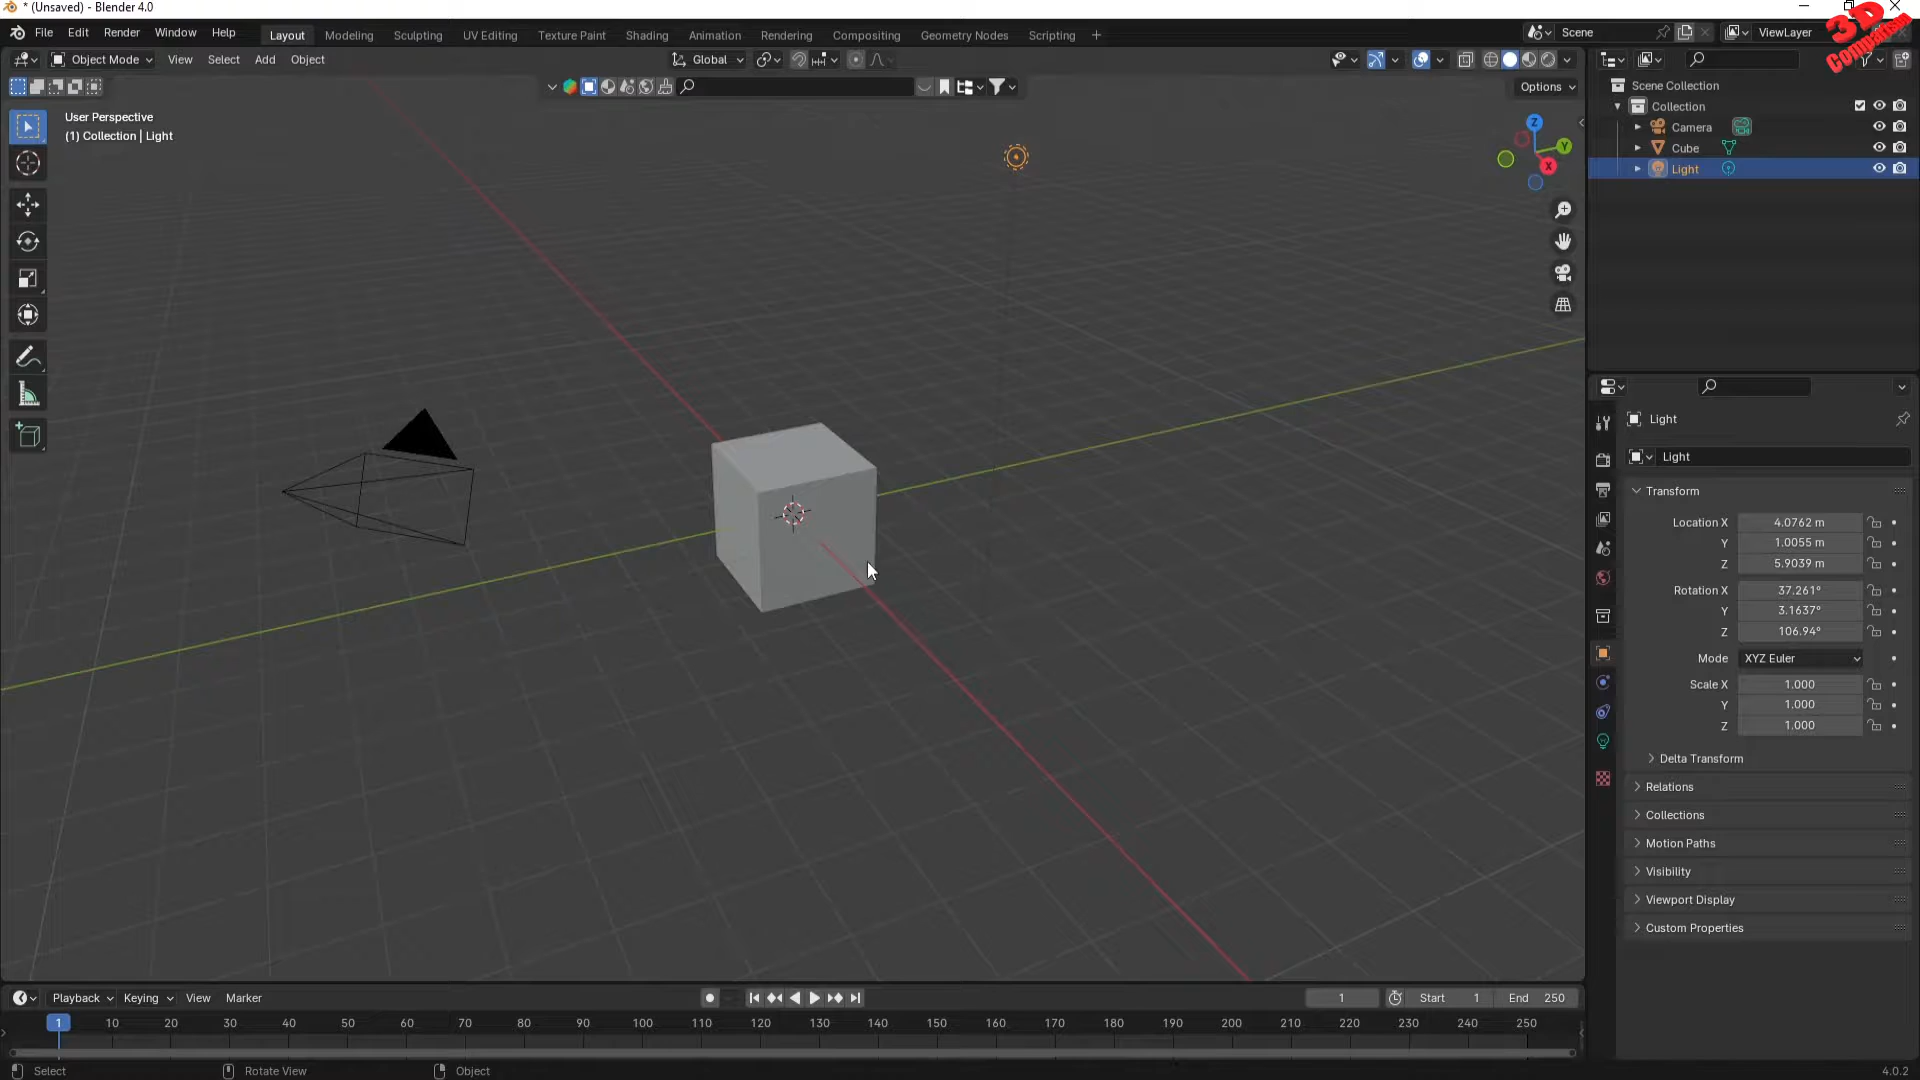 * (Unsaved) - Blender 4.0
File Edit Render Window Help Layout Modeling Sculpting UV Editing Texture Paint Shading Animation Rendering Compositing Geometry Nodes Scripting + Scene ViewLayer
3D Comparison
Object Mode View Select Add Object Global
Options
User Perspective
(1) Collection | Light
Z
Y
X
Scene Collection
Collection
Camera
Cube
Light
Light
Light
Transform
Location X 4.0762 m
Y 1.0055 m
Z 5.9039 m
Rotation X 37.261°
Y 3.1637°
Z 106.94°
Mode XYZ Euler
Scale X 1.000
Y 1.000
Z 1.000
Delta Transform
Relations
Collections
Motion Paths
Visibility
Viewport Display
Custom Properties
Playback Keying View Marker 1 Start 1 End 250
1 10 20 30 40 50 60 70 80 90 100 110 120 130 140 150 160 170 180 190 200 210 220 230 240 250
Select Rotate View Object 4.0.2